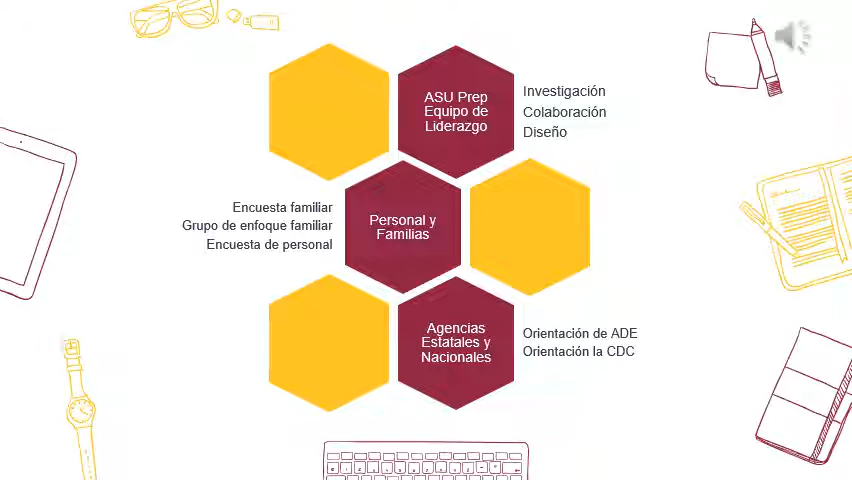 ASU Prep
Equipo de
Liderazgo
Investigación
Colaboración
Diseño
Encuesta familiar
Grupo de enfoque familiar
Encuesta de personal
Personal y
Familias
Agencias
Estatales y
Nacionales
Orientación de ADE
Orientación la CDC